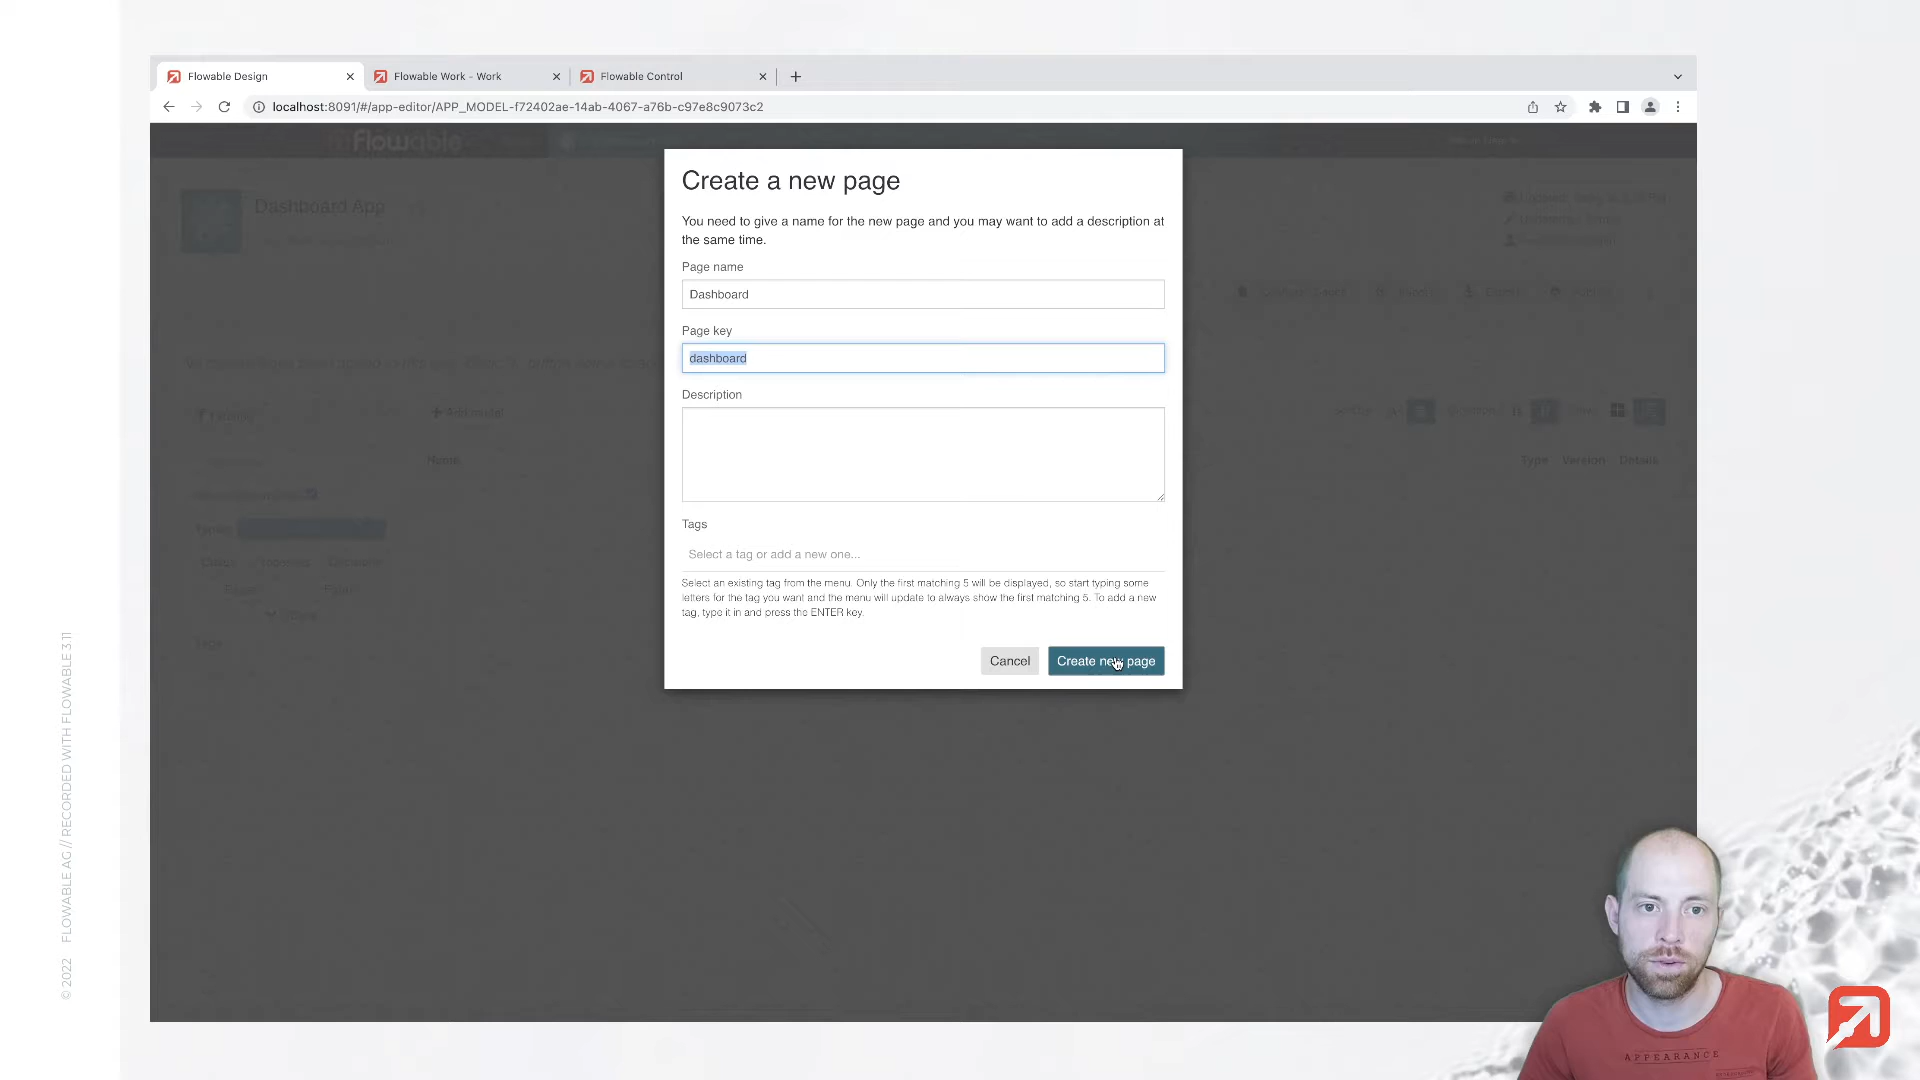 Flowable Design
Flowable Work - Work
Flowable Control
localhost:8091/#/app-editor/APP_MODEL-f72402ae-14ab-4067-a76b-c97e8c9073c2
Flowable
Dashboard App
Create a new page
You need to give a name for the new page and you may want to add a description at
the same time.
Page name
Dashboard
Page key
dashboard
Description
Add model
Name
Type Version Details
Tags
Select a tag or add a new one...
Select an existing tag from the menu. Only the first matching 5 will be displayed, so start typing some
letters for the tag you want and the menu will update to always show the first matching 5. To add a new
tag, type it in and press the ENTER key.
Tags
Cancel
Create new page
© 2022 FLOWABLE AG // RECORDED WITH FLOWABLE 3.11
APPEARANCE